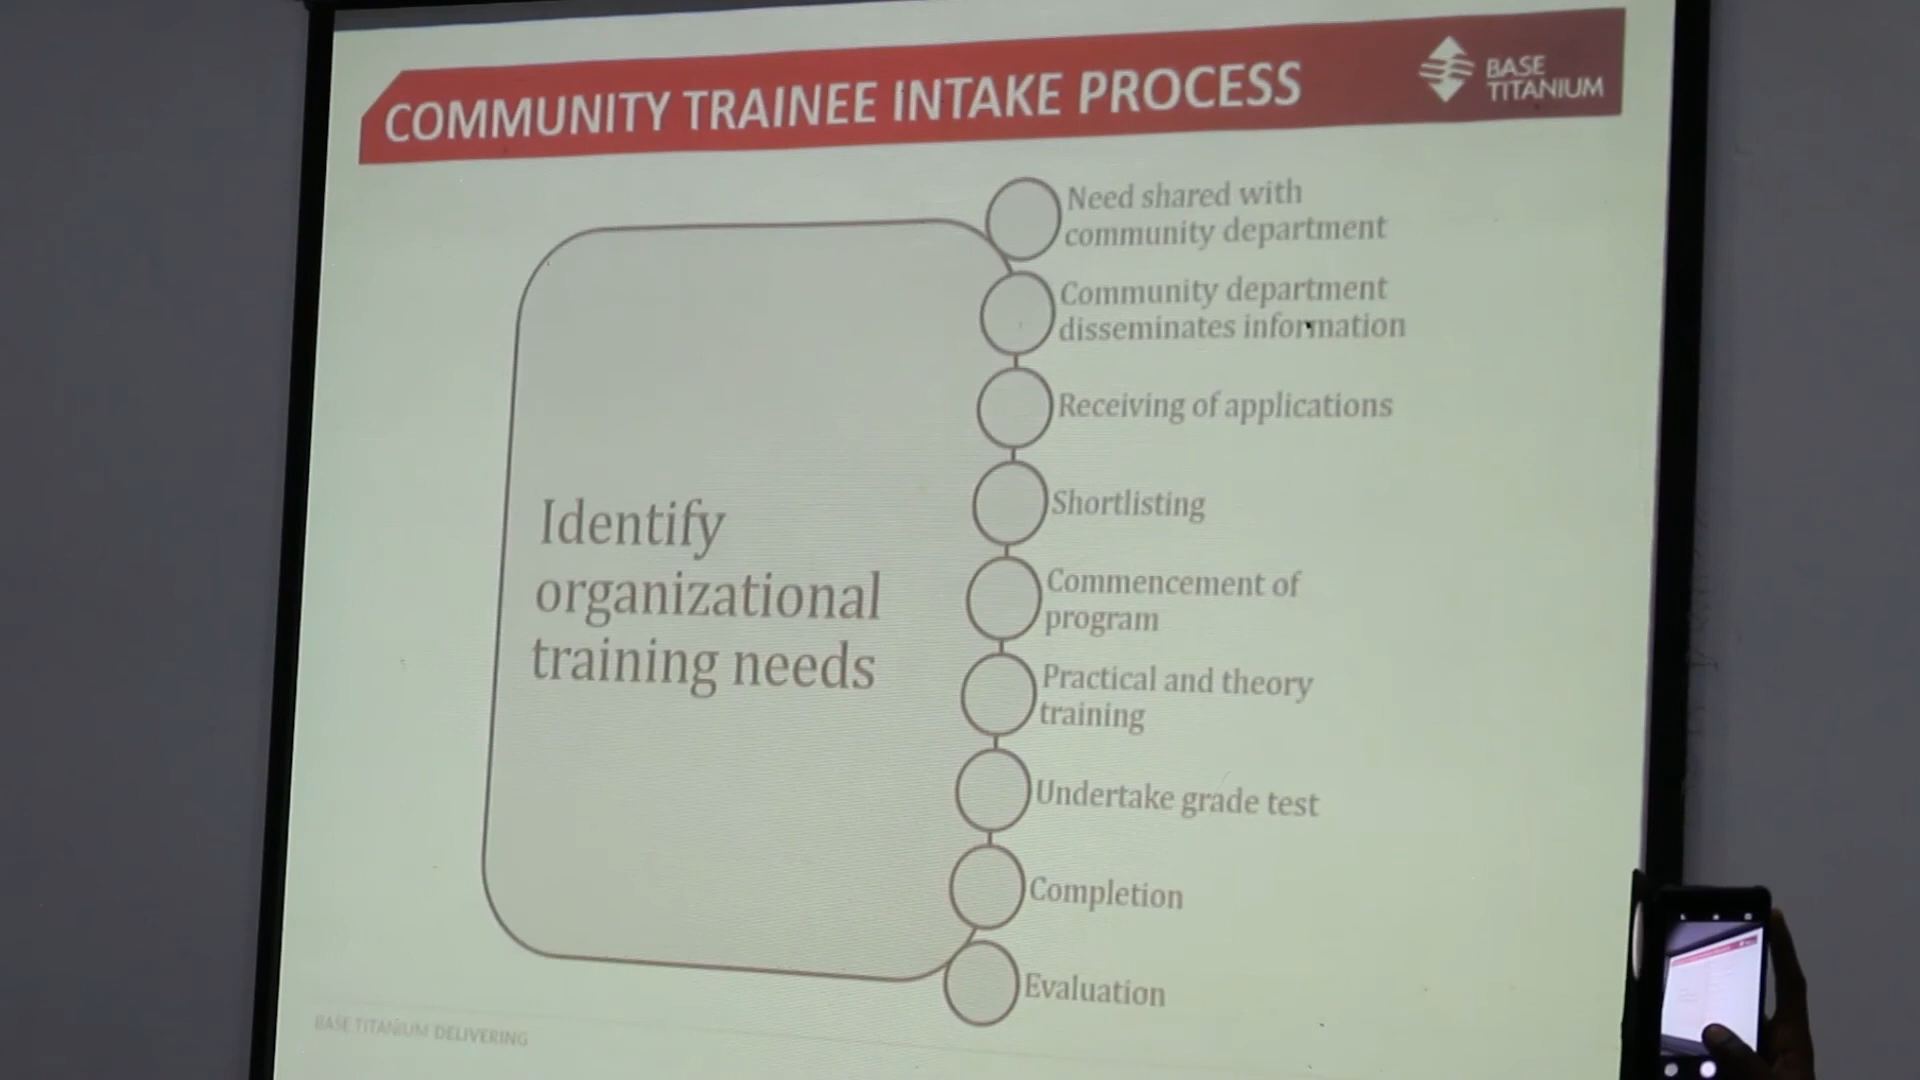 COMMUNITY TRAINEE INTAKE PROCESS
BASE
TITANIUM
Need shared with
community department
Community department
disseminates information
Receiving of applications
Shortlisting
Identify
organizational
training needs
Commencement of
program
Practical and theory
training
Undertake grade test
Completion
Evaluation
BASE TITANIUM DELIVERING